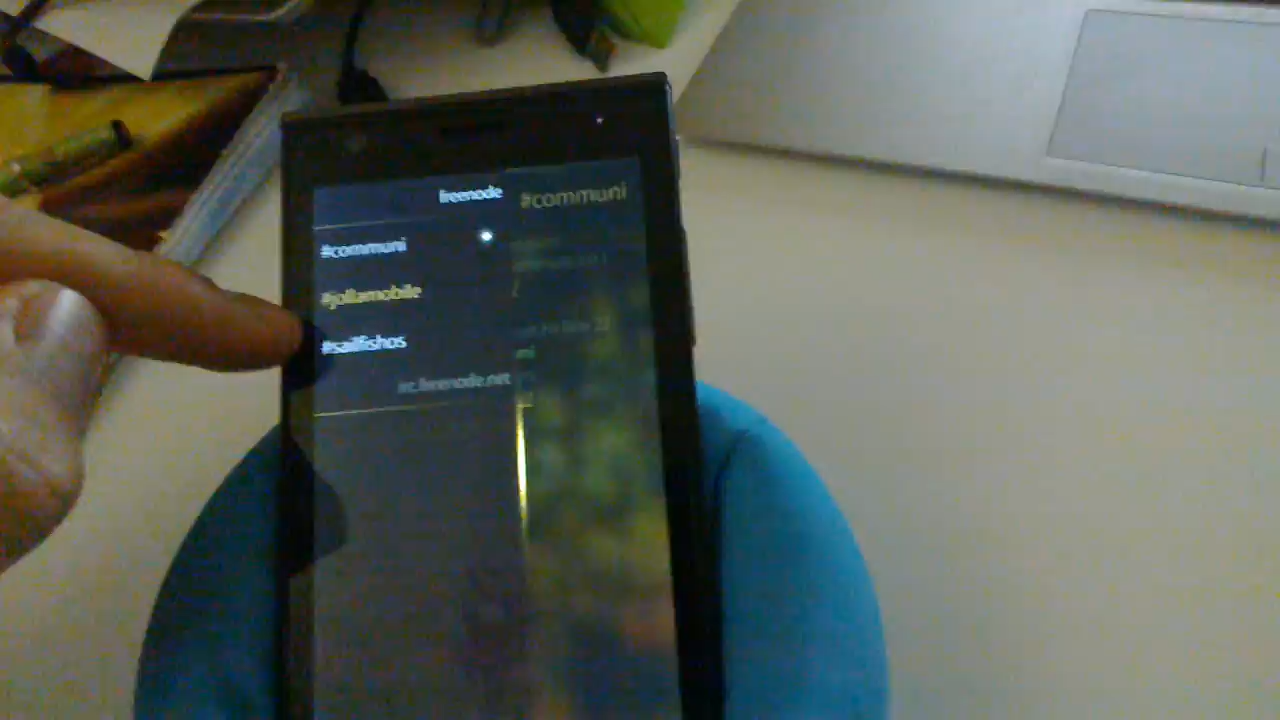 freenode
#communi
#communi
#jollamobile
#sailfishos
irc.freenode.net